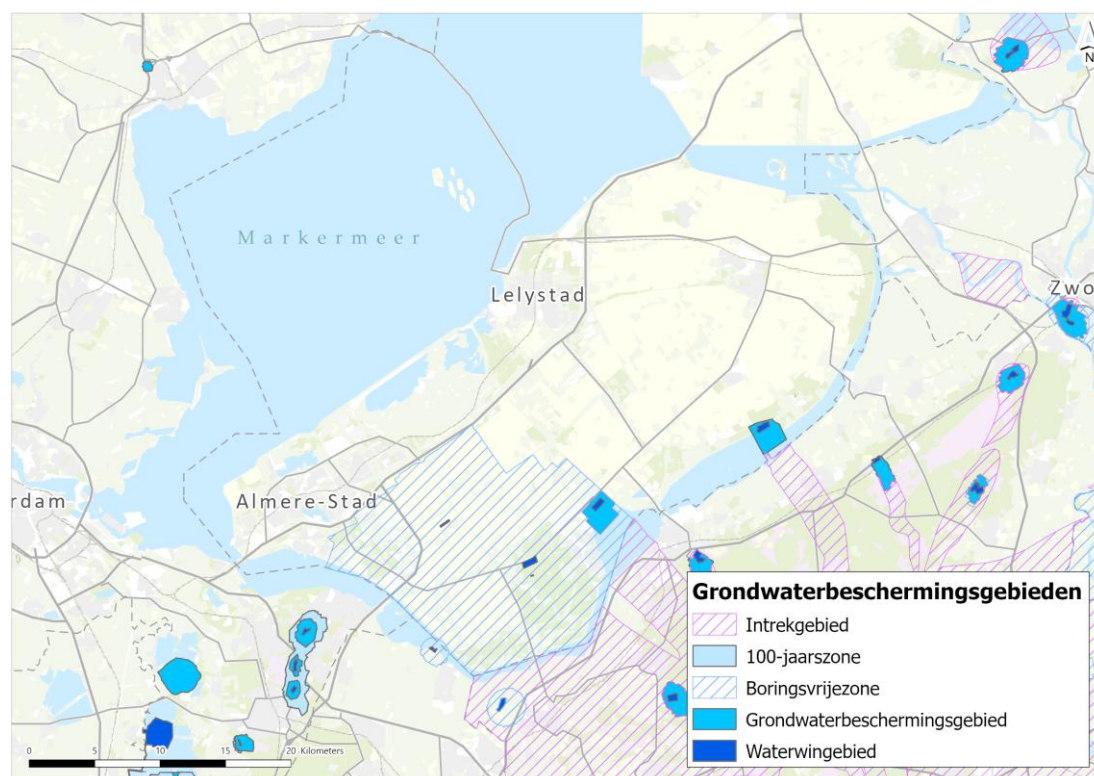 N
Markermeer
Lelystad
Zwo
Almere-Stad
rdam
Grondwaterbeschermingsgebieden
Intrekgebied
100-jaarszone
Boringsvrijezone
Grondwaterbeschermingsgebied
Waterwingebied
0 5 10 15 20 Kilometers